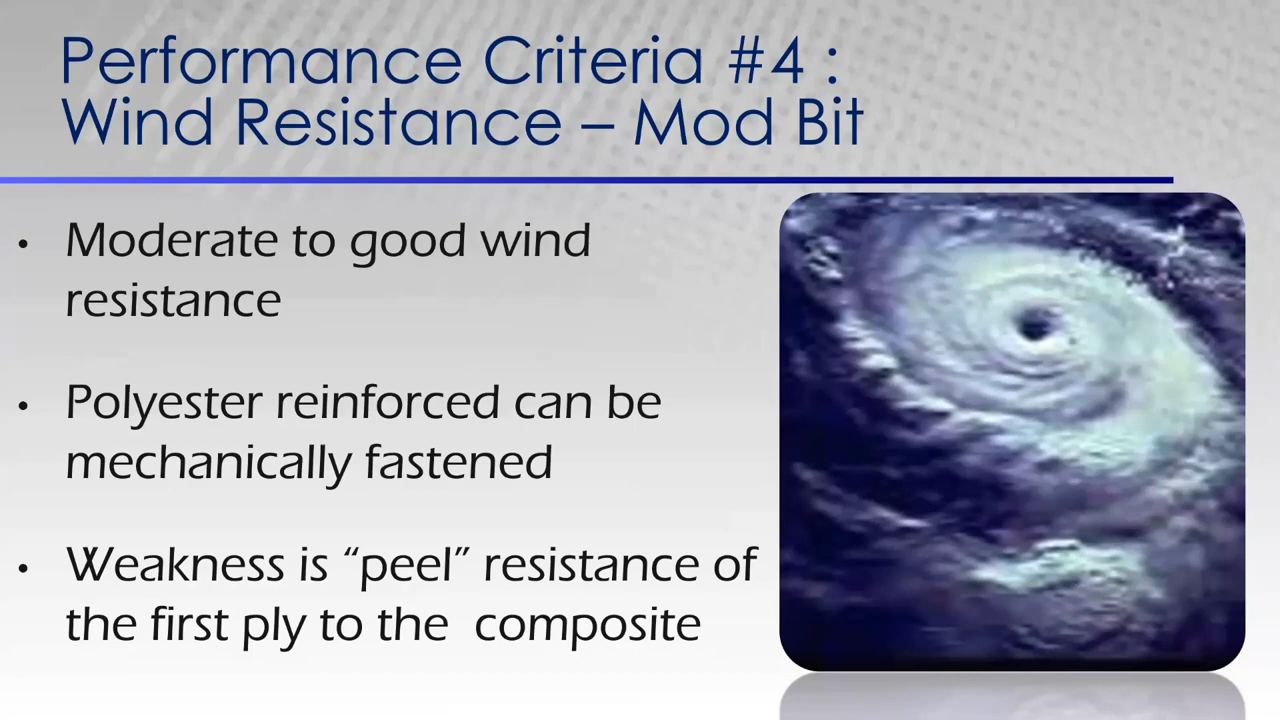 Performance Criteria #4 :
Wind Resistance – Mod Bit
• Moderate to good wind
resistance
• Polyester reinforced can be
mechanically fastened
• Weakness is “peel” resistance of
the first ply to the composite